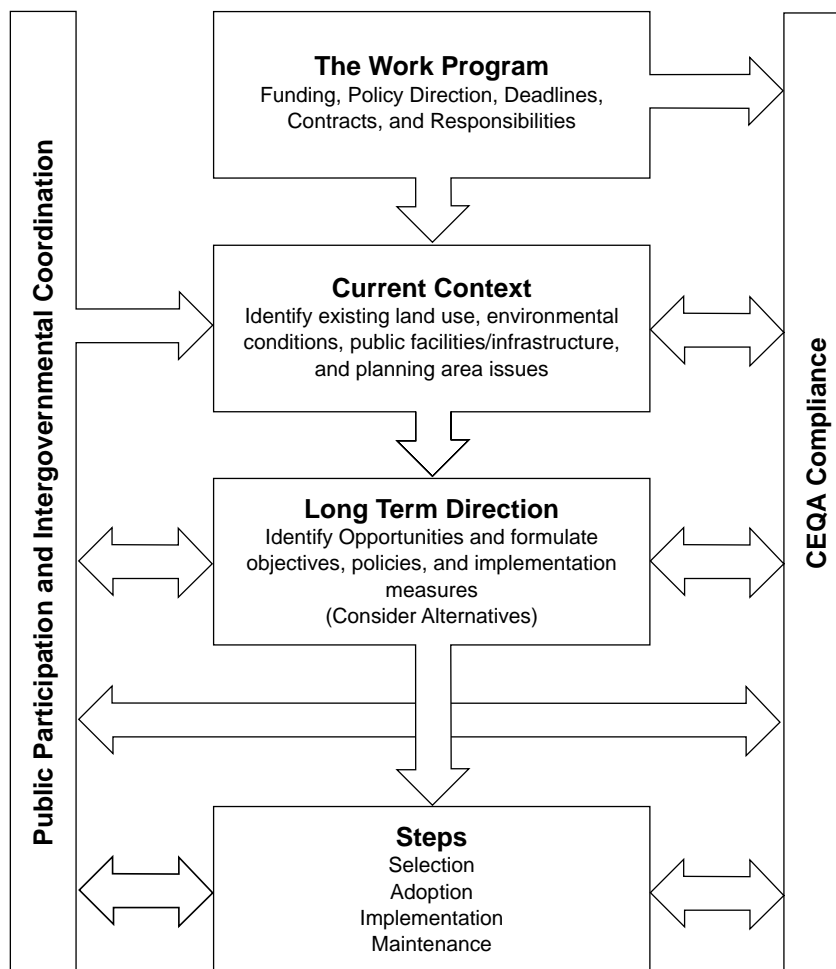 Public Participation and Intergovernmental Coordination
The Work Program
Funding, Policy Direction, Deadlines,
Contracts, and Responsibilities
Current Context
Identify existing land use, environmental
conditions, public facilities/infrastructure,
and planning area issues
Long Term Direction
Identify Opportunities and formulate
objectives, policies, and implementation
measures
(Consider Alternatives)
Steps
Selection
Adoption
Implementation
Maintenance
CEQA Compliance